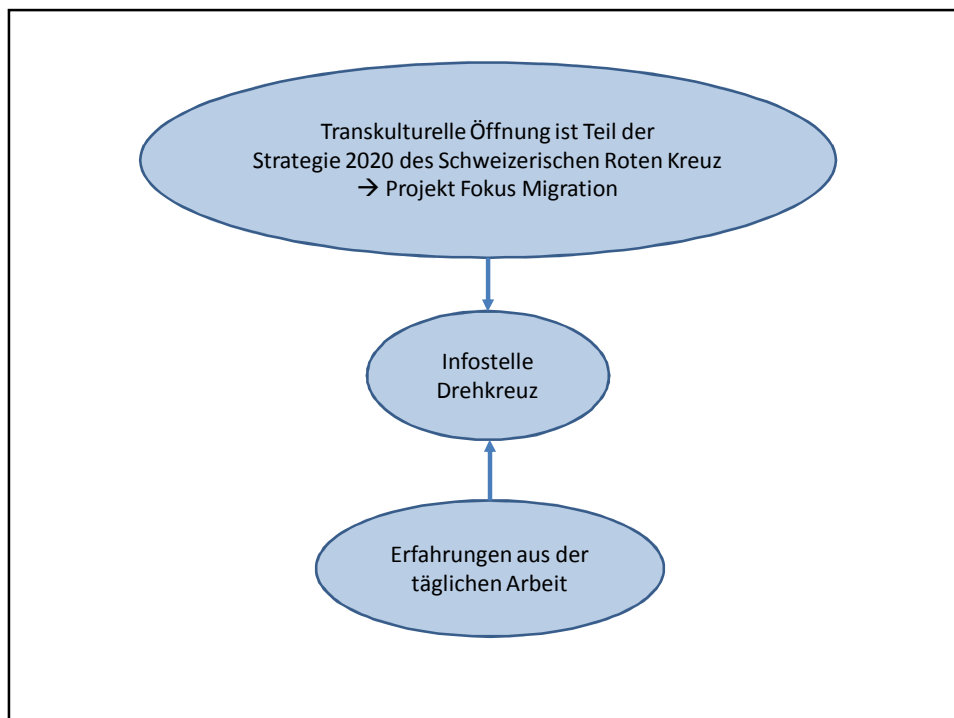 Transkulturelle Öffnung ist Teil der
Strategie 2020 des Schweizerischen Roten Kreuz
→ Projekt Fokus Migration
Infostelle
Drehkreuz
Erfahrungen aus der
täglichen Arbeit